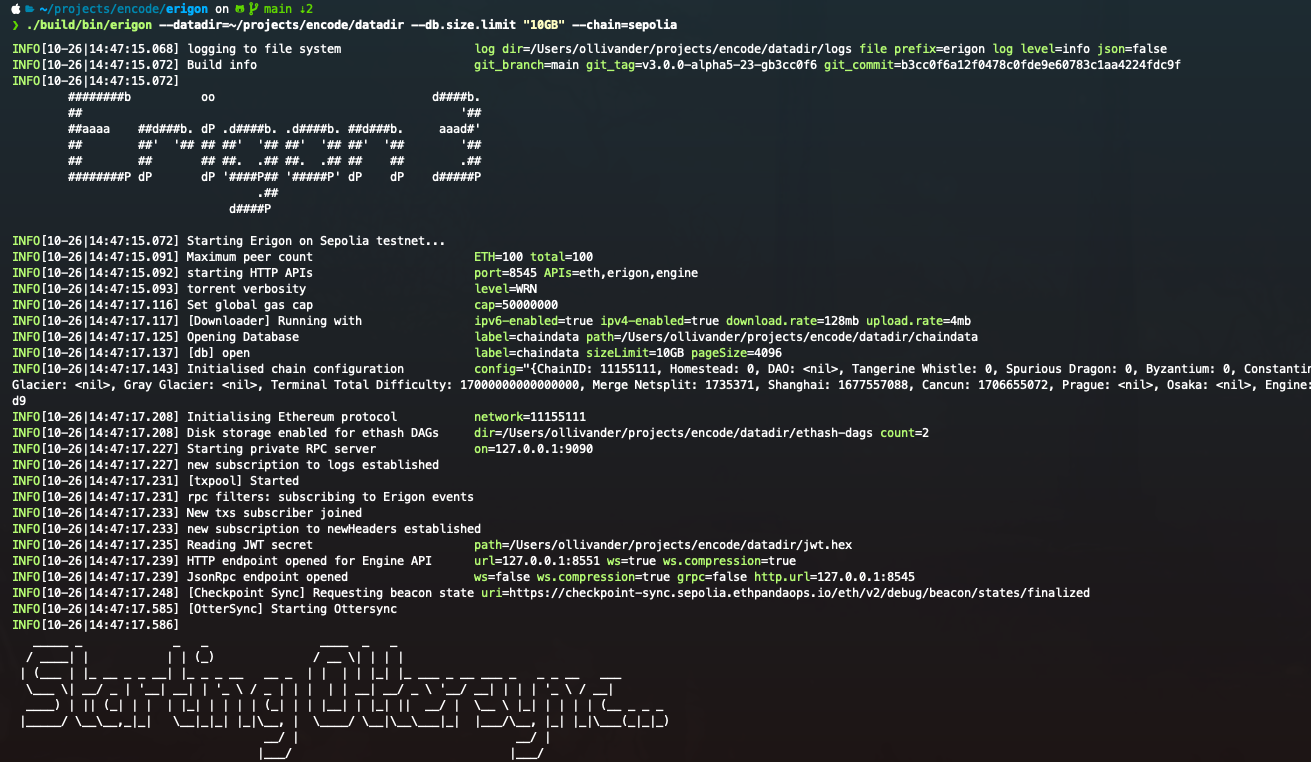 ~/projects/encode/erigon on main ↓2
❯ ./build/bin/erigon --datadir=~/projects/encode/datadir --db.size.limit "10GB" --chain=sepolia
INFO[10-26|14:47:15.068] logging to file system log dir=/Users/ollivander/projects/encode/datadir/logs file prefix=erigon log level=info json=false
INFO[10-26|14:47:15.072] Build info git_branch=main git_tag=v3.0.0-alpha5-23-gb3cc0f6 git_commit=b3cc0f6a12f0478c0fde9e60783c1aa4224fdc9f
INFO[10-26|14:47:15.072]
Erigon 3
INFO[10-26|14:47:15.072] Starting Erigon on Sepolia testnet...
INFO[10-26|14:47:15.091] Maximum peer count ETH=100 total=100
INFO[10-26|14:47:15.092] starting HTTP APIs port=8545 APIs=eth,erigon,engine
INFO[10-26|14:47:15.093] torrent verbosity level=WRN
INFO[10-26|14:47:17.116] Set global gas cap cap=50000000
INFO[10-26|14:47:17.117] [Downloader] Running with ipv6-enabled=true ipv4-enabled=true download.rate=128mb upload.rate=4mb
INFO[10-26|14:47:17.125] Opening Database label=chaindata path=/Users/ollivander/projects/encode/datadir/chaindata
INFO[10-26|14:47:17.137] [db] open label=chaindata sizeLimit=10GB pageSize=4096
INFO[10-26|14:47:17.143] Initialised chain configuration config="{ChainID: 11155111, Homestead: 0, DAO: <nil>, Tangerine Whistle: 0, Spurious Dragon: 0, Byzantium: 0, Constantin
Glacier: <nil>, Gray Glacier: <nil>, Terminal Total Difficulty: 17000000000000000, Merge Netsplit: 1735371, Shanghai: 1677557088, Cancun: 1706655072, Prague: <nil>, Osaka: <nil>, Engine:
d9
INFO[10-26|14:47:17.208] Initialising Ethereum protocol network=11155111
INFO[10-26|14:47:17.208] Disk storage enabled for ethash DAGs dir=/Users/ollivander/projects/encode/datadir/ethash-dags count=2
INFO[10-26|14:47:17.227] Starting private RPC server on=127.0.0.1:9090
INFO[10-26|14:47:17.227] new subscription to logs established
INFO[10-26|14:47:17.231] [txpool] Started
INFO[10-26|14:47:17.231] rpc filters: subscribing to Erigon events
INFO[10-26|14:47:17.233] New txs subscriber joined
INFO[10-26|14:47:17.233] new subscription to newHeaders established
INFO[10-26|14:47:17.235] Reading JWT secret path=/Users/ollivander/projects/encode/datadir/jwt.hex
INFO[10-26|14:47:17.239] HTTP endpoint opened for Engine API url=127.0.0.1:8551 ws=true ws.compression=true
INFO[10-26|14:47:17.239] JsonRpc endpoint opened ws=false ws.compression=true grpc=false http.url=127.0.0.1:8545
INFO[10-26|14:47:17.248] [Checkpoint Sync] Requesting beacon state uri=https://checkpoint-sync.sepolia.ethpandaops.io/eth/v2/debug/beacon/states/finalized
INFO[10-26|14:47:17.585] [OtterSync] Starting Ottersync
INFO[10-26|14:47:17.586]
Starting OtterSync...